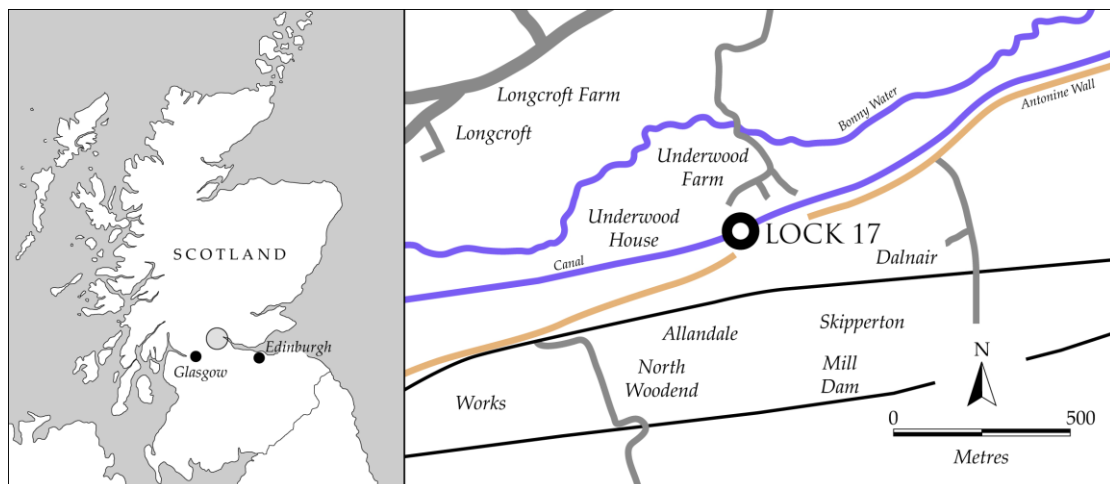 SCOTLAND
Glasgow
Edinburgh
Longcroft Farm
Longcroft
Underwood
Farm
Underwood
House
Canal
Bonny Water
Antonine Wall
LOCK 17
Dalnair
Allandale
Skipperton
North
Woodend
Mill
Dam
Works
N
0 500
Metres